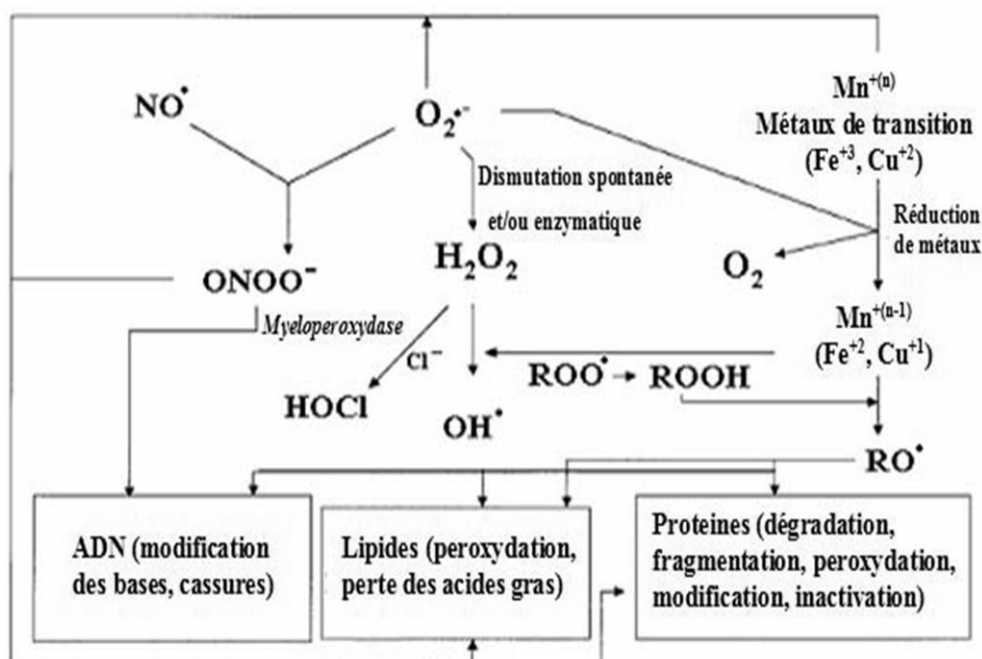 NO•
O₂•⁻
Mn⁺⁽ⁿ⁾
Métaux de transition
(Fe⁺³, Cu⁺²)
Dismutation spontanée
et/ou enzymatique
Réduction
de métaux
H₂O₂
O₂
ONOO⁻
Myeloperoxydase
Mn⁺⁽ⁿ⁻¹⁾
(Fe⁺², Cu⁺¹)
Cl⁻
ROO•
ROOH
HOCl
OH•
RO•
ADN (modification
des bases, cassures)
Lipides (peroxydation,
perte des acides gras)
Proteines (dégradation,
fragmentation, peroxydation,
modification, inactivation)